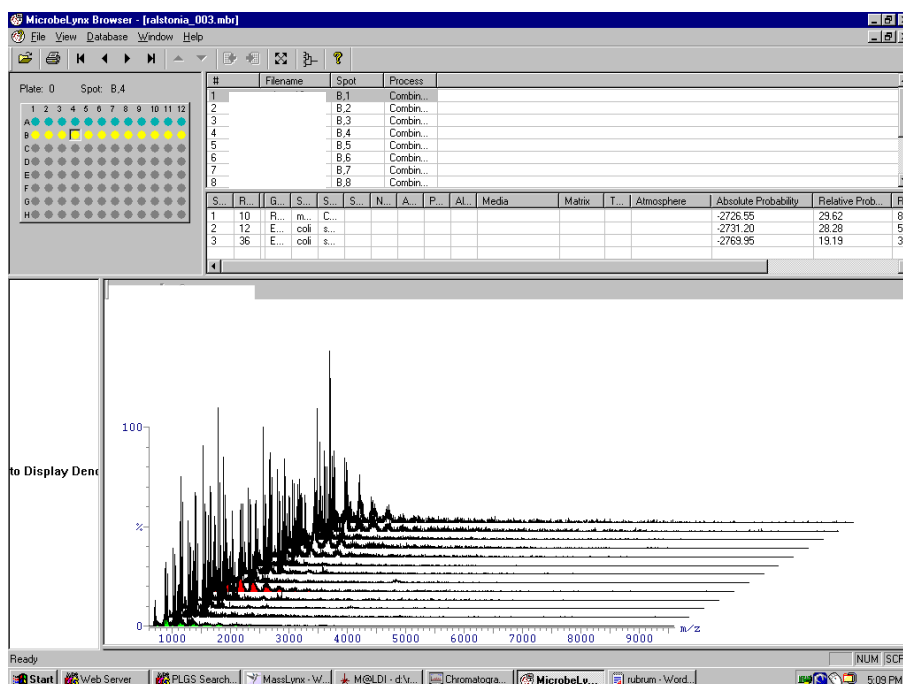 MicrobeLynx Browser - [ralstonia_003.mbr]
File View Database Window Help
Plate: 0 Spot: B,4
1 2 3 4 5 6 7 8 9 10 11 12
A
B
C
D
E
F
G
H
# Filename Spot Process
1 B,1 Combin...
2 B,2 Combin...
3 B,3 Combin...
4 B,4 Combin...
5 B,5 Combin...
6 B,6 Combin...
7 B,7 Combin...
8 B,8 Combin...
S... R... G... S... S... S... N... A... P... Al... Media Matrix T... Atmosphere Absolute Probability Relative Prob... R
1 10 R... m... C... -2726.55 29.62 8
2 12 E... coli s... -2731.20 28.28 5
3 36 E... coli s... -2769.95 19.19 3
to Display Dend
100
%
0
1000 2000 3000 4000 5000 6000 7000 8000 9000 m/z
Ready NUM SCR
Start Web Server PLGS Search... MassLynx - W... M@LDI - d:\r... Chromatogra... MicrobeLy... rubrum - Word... 5:09 PM